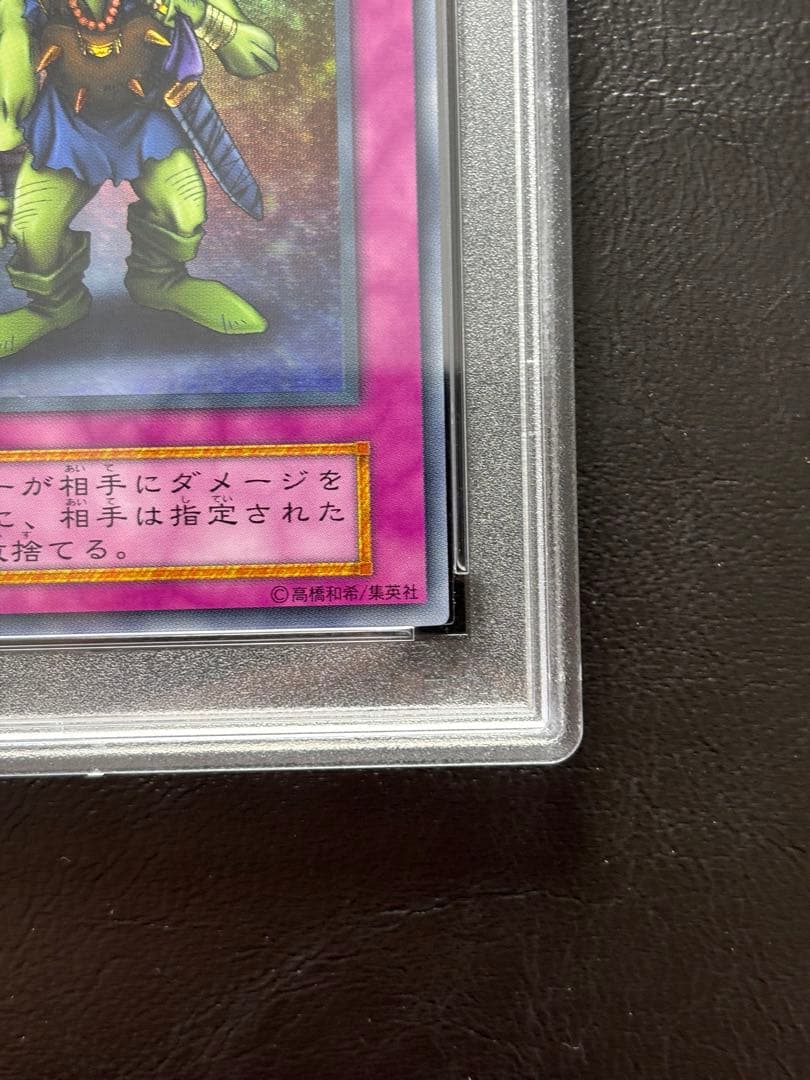 ーが相手にダメージを
に、相手は指定された
捨てる。
©高橋和希/集英社